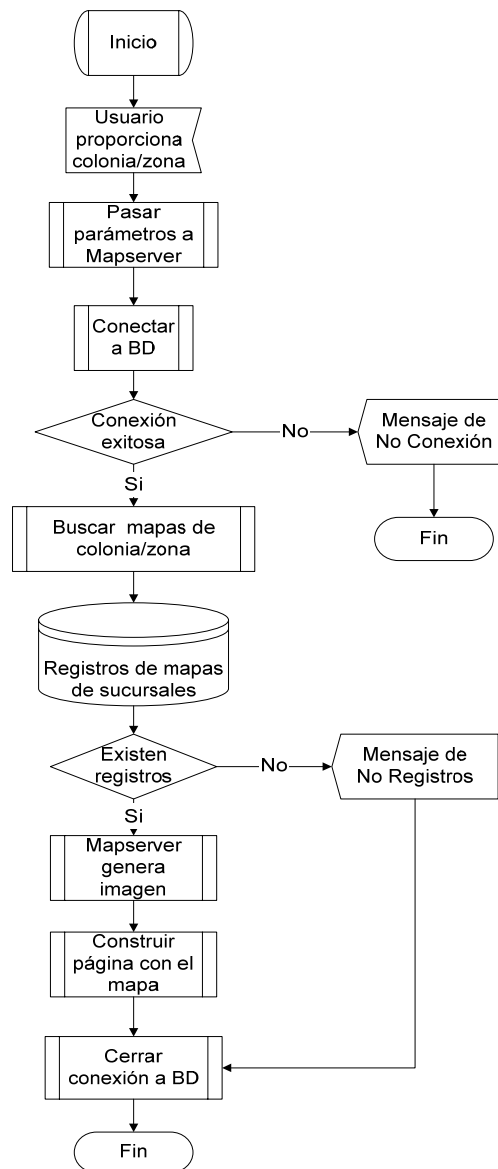 Inicio
Usuario
proporciona
colonia/zona
Pasar
parámetros a
Mapserver
Conectar
a BD
Conexión
exitosa
No
Mensaje de
No Conexión
Si
Fin
Buscar mapas de
colonia/zona
Registros de mapas
de sucursales
Existen
registros
No
Mensaje de
No Registros
Si
Mapserver
genera
imagen
Construir
página con el
mapa
Cerrar
conexión a BD
Fin